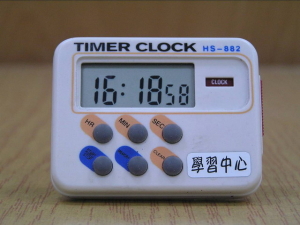 TIMER CLOCK HS-882
16:18 58
CLOCK
HR MIN SEC
學習中心